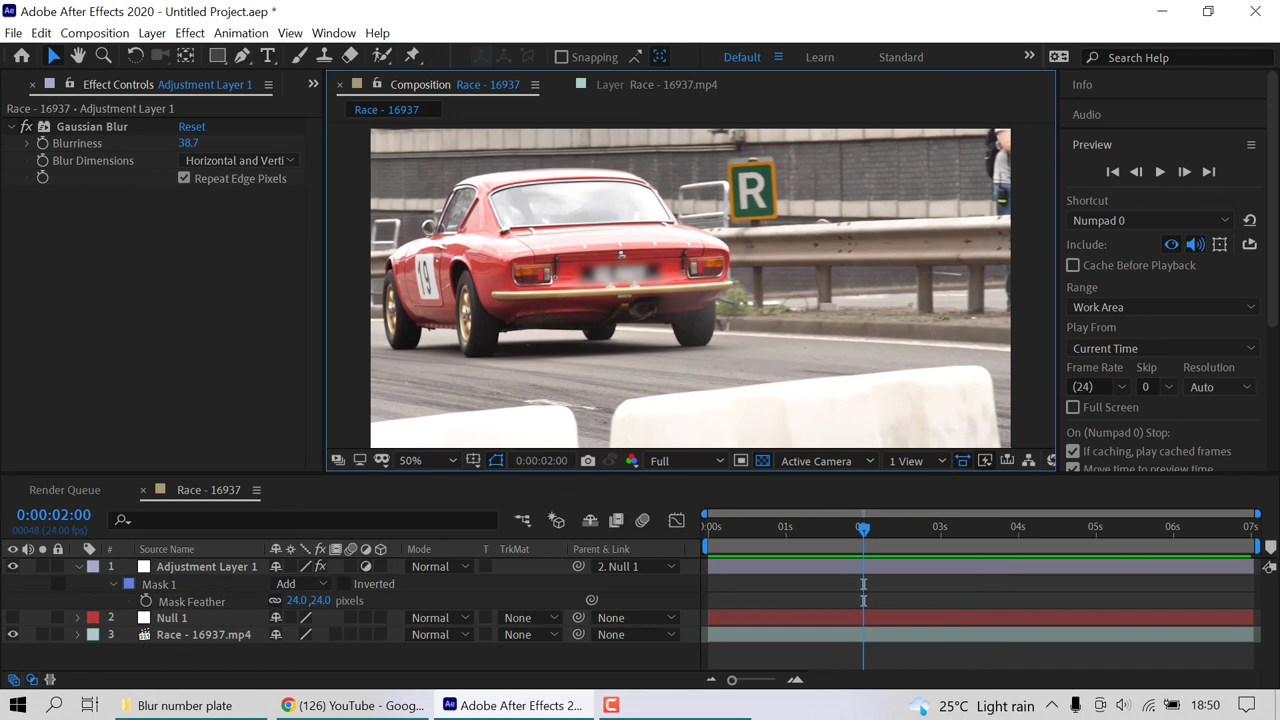 Ae Adobe After Effects 2020 - Untitled Project.aep *
File Edit Composition Layer Effect Animation View Window Help
Snapping Default Learn Standard Search Help
Effect Controls Adjustment Layer 1
Composition Race - 16937
Layer Race - 16937.mp4
Info
Race - 16937 • Adjustment Layer 1
Race - 16937
Audio
fx Gaussian Blur Reset
Blurriness 38.7
Blur Dimensions Horizontal and Verti
Repeat Edge Pixels
R
19
Preview
Shortcut
Numpad 0
Include:
Cache Before Playback
Range
Work Area
Play From
Current Time
Frame Rate Skip Resolution
(24) 0 Auto
Full Screen
On (Numpad 0) Stop:
If caching, play cached frames
Move time to preview time
50% 0:00:02:00 Full Active Camera 1 View
Render Queue Race - 16937
0:00:02:00
00048 (24.00 fps)
:00s 01s 03s 04s 05s 06s 07s
# Source Name fx Mode T TrkMat Parent & Link
1 Adjustment Layer 1 fx Normal 2. Null 1
Mask 1 Add Inverted
Mask Feather 24.0,24.0 pixels
2 Null 1 Normal None None
3 Race - 16937.mp4 Normal None None
Blur number plate
(126) YouTube - Goog...
Ae Adobe After Effects 2...
25°C Light rain
18:50